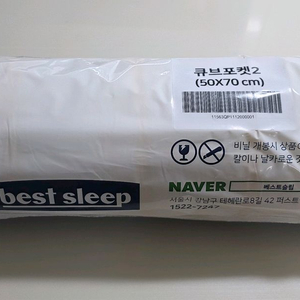 큐브포켓2
(50X70 cm)
비닐 개봉시 상품이
칼이나 날카로운
best sleep
NAVER 베스트슬립
서울시 강남구 테헤란로8길 42 퍼스트
1522-7247